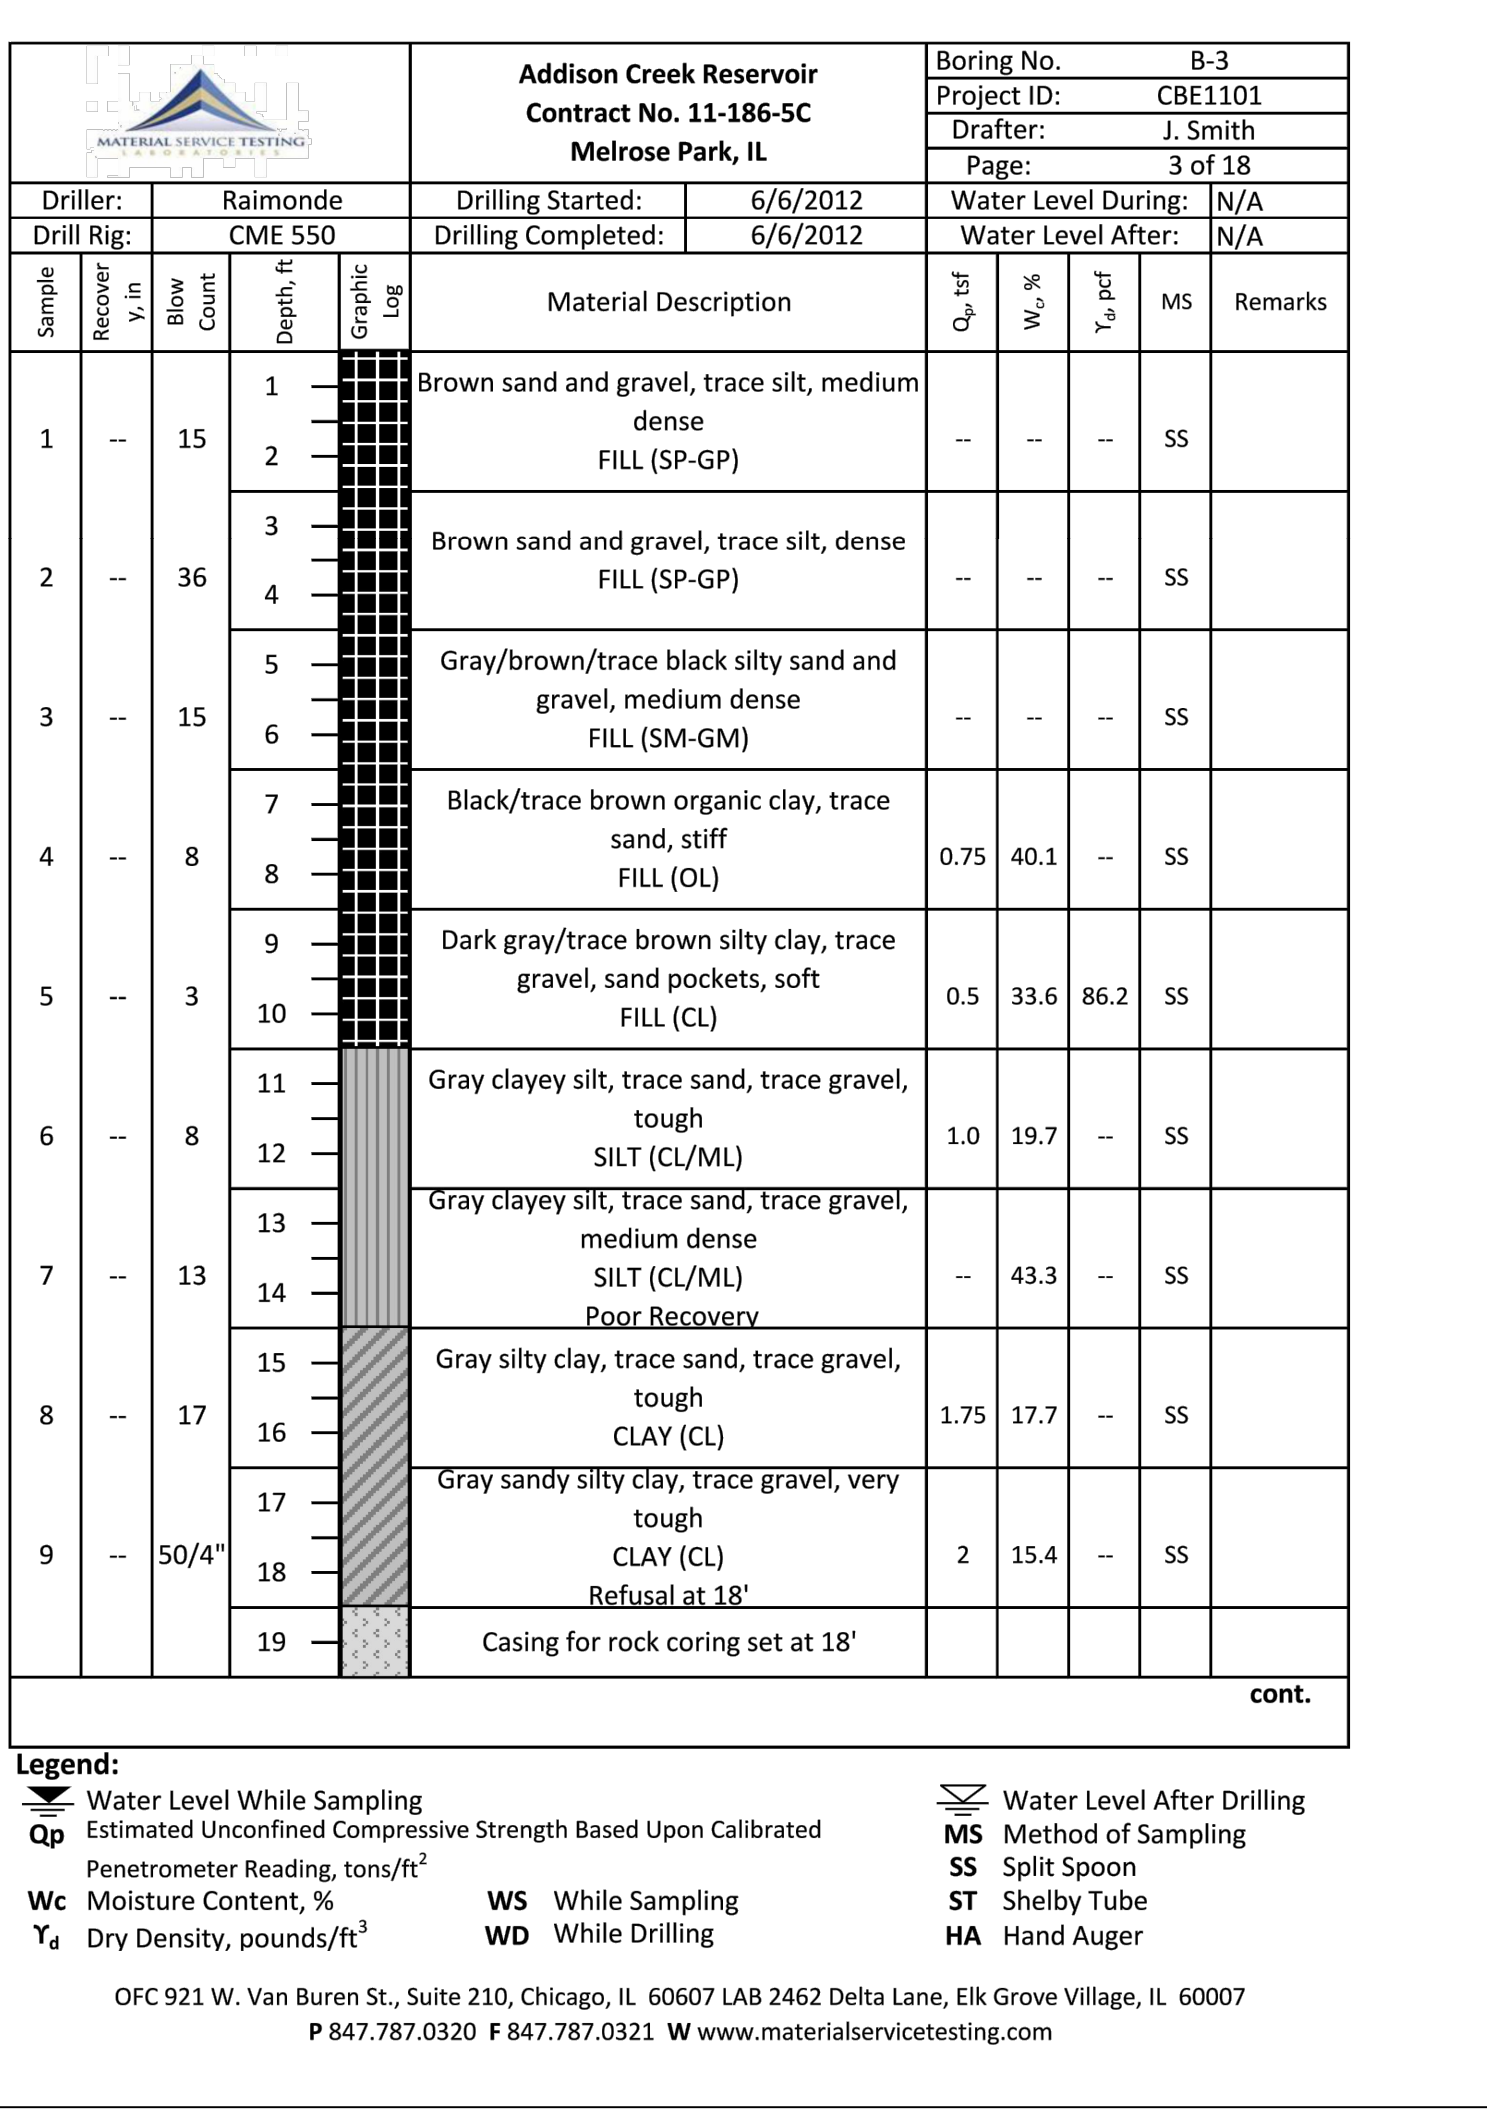 MATERIAL SERVICE TESTING
LABORATORIES
Addison Creek Reservoir
Contract No. 11-186-5C
Melrose Park, IL
Boring No. B-3
Project ID: CBE1101
Drafter: J. Smith
Page: 3 of 18
Driller: Raimonde Drilling Started: 6/6/2012 Water Level During: N/A
Drill Rig: CME 550 Drilling Completed: 6/6/2012 Water Level After: N/A
Sample
Recover
y, in
Blow
Count
Depth, ft
Graphic
Log
Material Description
Qp, tsf
Wc, %
ϒd, pcf
MS
Remarks
1 -- 15
1
2
Brown sand and gravel, trace silt, medium
dense
FILL (SP-GP)
-- -- -- SS
2 -- 36
3
4
Brown sand and gravel, trace silt, dense
FILL (SP-GP)
-- -- -- SS
3 -- 15
5
6
Gray/brown/trace black silty sand and
gravel, medium dense
FILL (SM-GM)
-- -- -- SS
4 -- 8
7
8
Black/trace brown organic clay, trace
sand, stiff
FILL (OL)
0.75 40.1 -- SS
5 -- 3
9
10
Dark gray/trace brown silty clay, trace
gravel, sand pockets, soft
FILL (CL)
0.5 33.6 86.2 SS
6 -- 8
11
12
Gray clayey silt, trace sand, trace gravel,
tough
SILT (CL/ML)
1.0 19.7 -- SS
7 -- 13
13
14
Gray clayey silt, trace sand, trace gravel,
medium dense
SILT (CL/ML)
Poor Recovery
-- 43.3 -- SS
8 -- 17
15
16
Gray silty clay, trace sand, trace gravel,
tough
CLAY (CL)
1.75 17.7 -- SS
9 -- 50/4"
17
18
Gray sandy silty clay, trace gravel, very
tough
CLAY (CL)
Refusal at 18'
2 15.4 -- SS
19
Casing for rock coring set at 18'
cont.
Legend:
Water Level While Sampling
Qp Estimated Unconfined Compressive Strength Based Upon Calibrated
Penetrometer Reading, tons/ft²
Wc Moisture Content, %
ϒd Dry Density, pounds/ft³
WS While Sampling
WD While Drilling
Water Level After Drilling
MS Method of Sampling
SS Split Spoon
ST Shelby Tube
HA Hand Auger
OFC 921 W. Van Buren St., Suite 210, Chicago, IL 60607 LAB 2462 Delta Lane, Elk Grove Village, IL 60007
P 847.787.0320 F 847.787.0321 W www.materialservicetesting.com